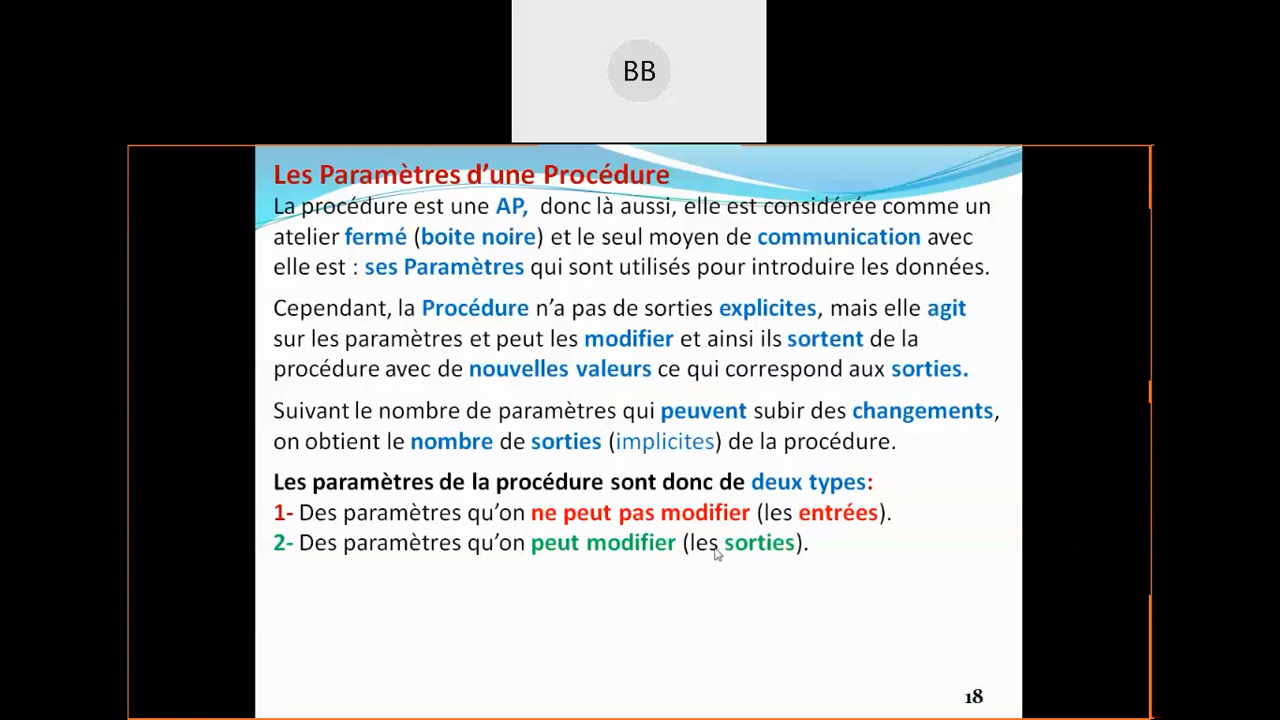 BB
Les Paramètres d’une Procédure
La procédure est une AP, donc là aussi, elle est considérée comme un
atelier fermé (boite noire) et le seul moyen de communication avec
elle est : ses Paramètres qui sont utilisés pour introduire les données.
Cependant, la Procédure n’a pas de sorties explicites, mais elle agit
sur les paramètres et peut les modifier et ainsi ils sortent de la
procédure avec de nouvelles valeurs ce qui correspond aux sorties.
Suivant le nombre de paramètres qui peuvent subir des changements,
on obtient le nombre de sorties (implicites) de la procédure.
Les paramètres de la procédure sont donc de deux types:
1- Des paramètres qu’on ne peut pas modifier (les entrées).
2- Des paramètres qu’on peut modifier (les sorties).
18